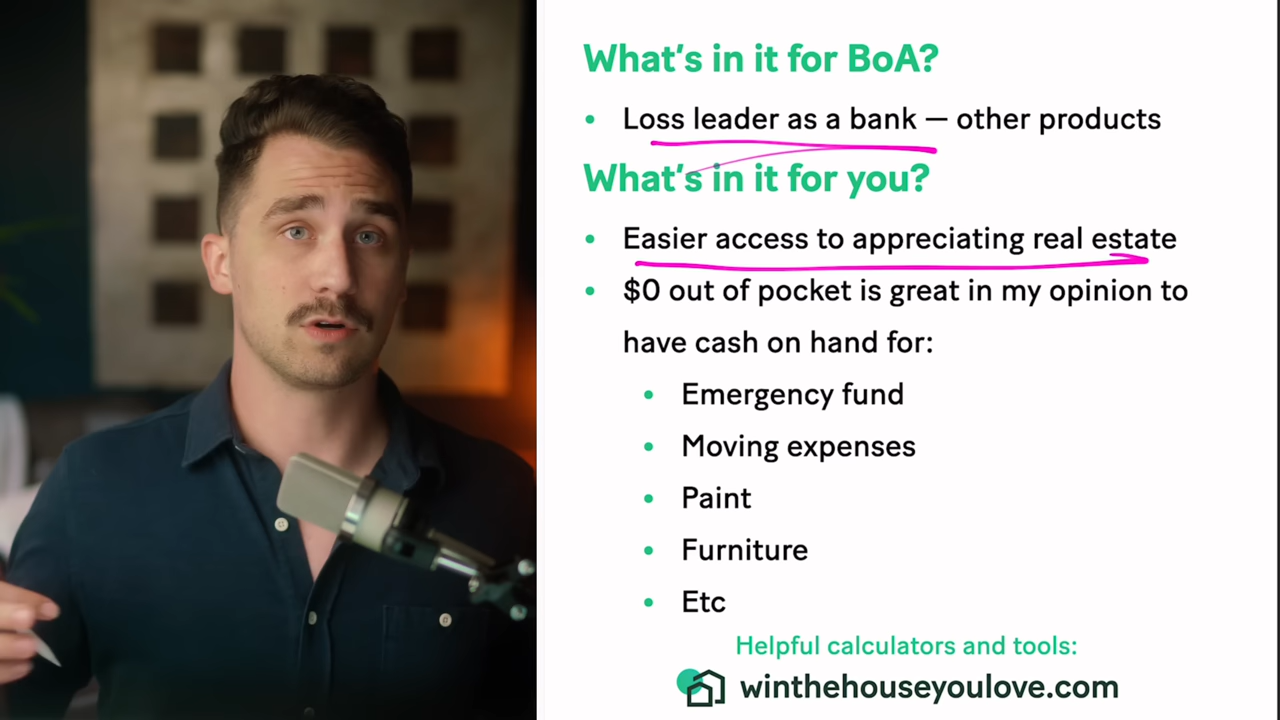 What's in it for BoA?
• Loss leader as a bank — other products
What's in it for you?
• Easier access to appreciating real estate
• $0 out of pocket is great in my opinion to
have cash on hand for:
• Emergency fund
• Moving expenses
• Paint
• Furniture
• Etc
Helpful calculators and tools:
winthehouseyoulove.com